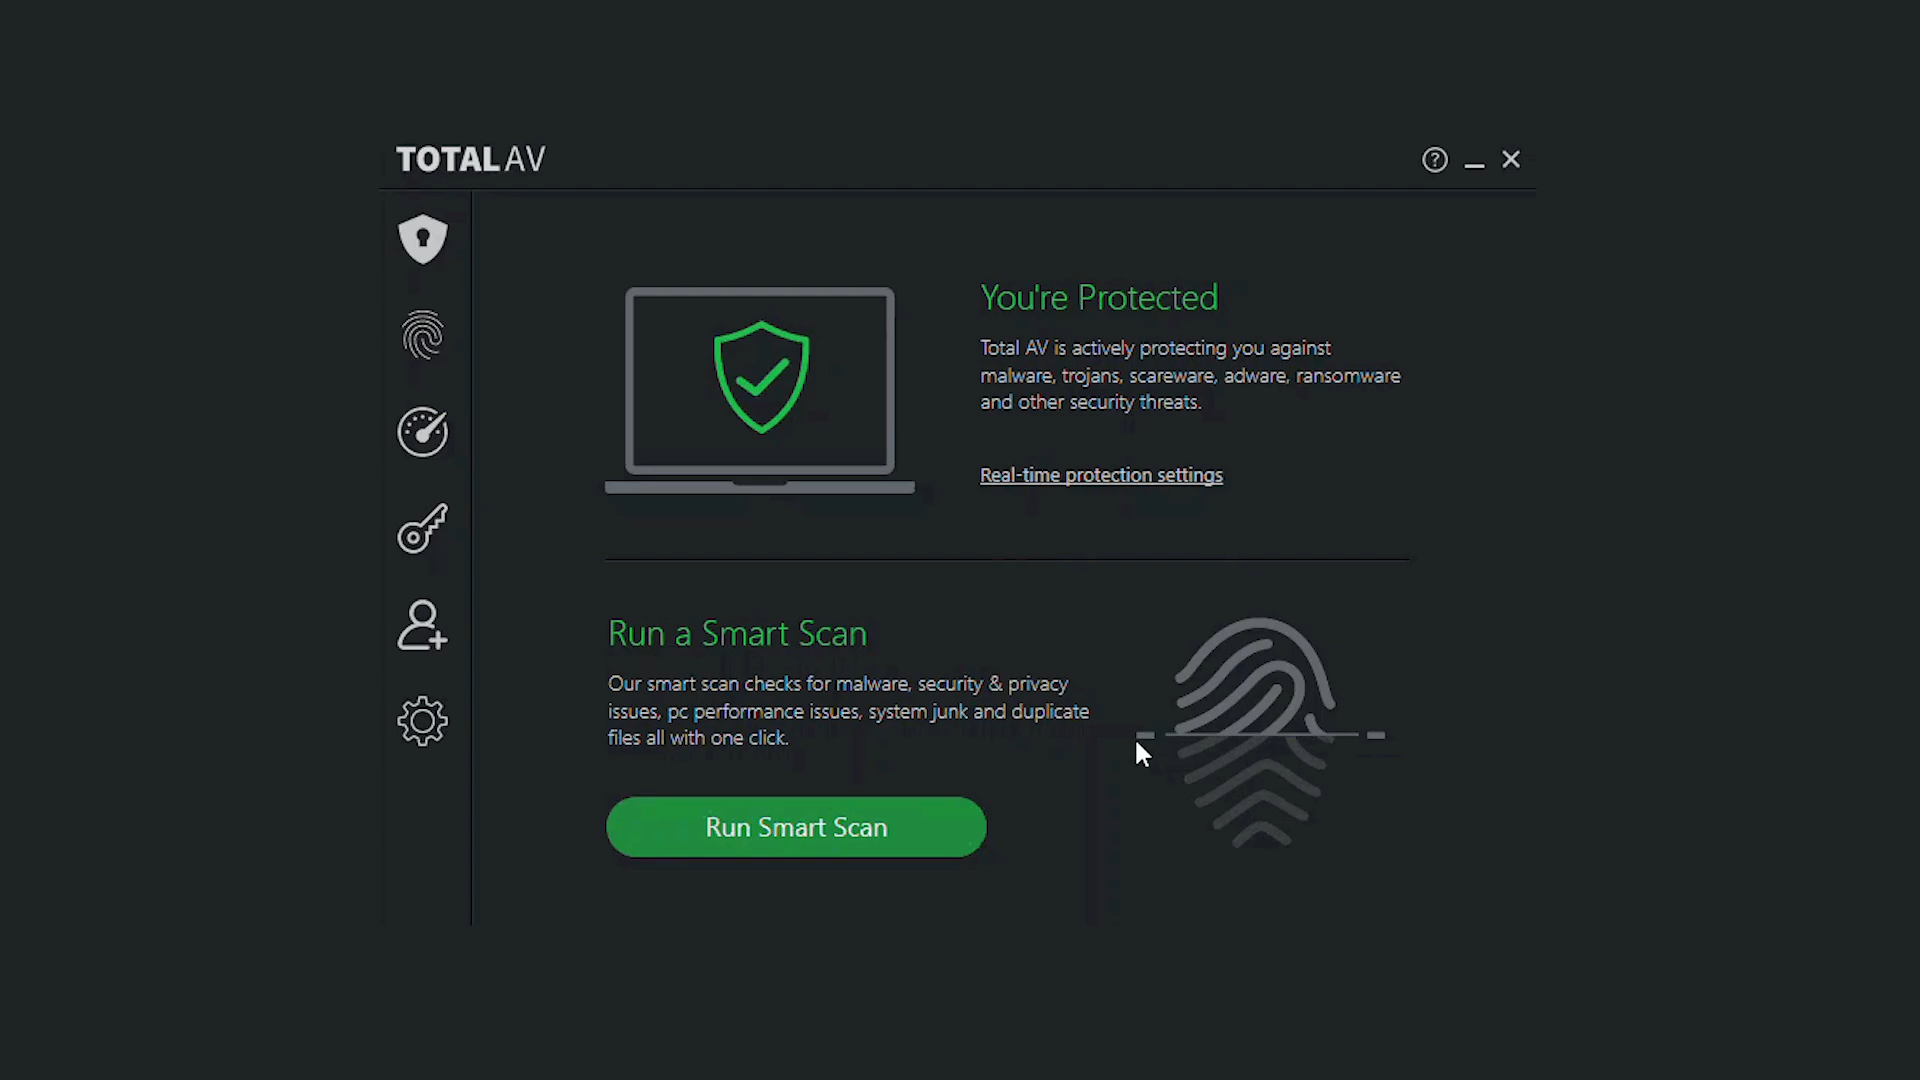 TOTAL AV
?
You're Protected
Total AV is actively protecting you against
malware, trojans, scareware, adware, ransomware
and other security threats.
Real-time protection settings
Run a Smart Scan
Our smart scan checks for malware, security & privacy
issues, pc performance issues, system junk and duplicate
files all with one click.
Run Smart Scan